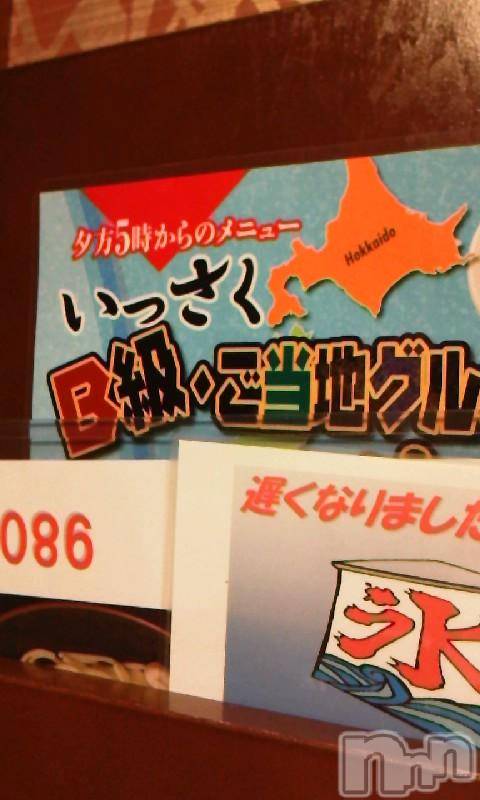 夕方5時からのメニュー
Hokkaido
いっさく
B級・ご当地グル
遅くなりました
086
氷
nnn